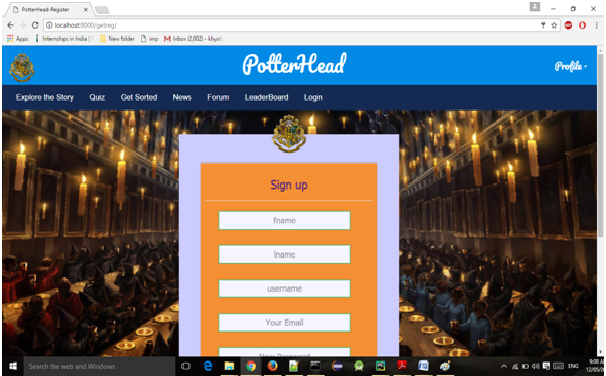 PotterHead-Register
localhost:8000/getreg/
Apps Internships in India | New folder imp Inbox (2,002) - khyati
PotterHead
Profile
Explore the Story Quiz Get Sorted News Forum LeaderBoard Login
Sign up
fname
lname
username
Your Email
New Password
Search the web and Windows
ENG
9:00 AM
12/05/20